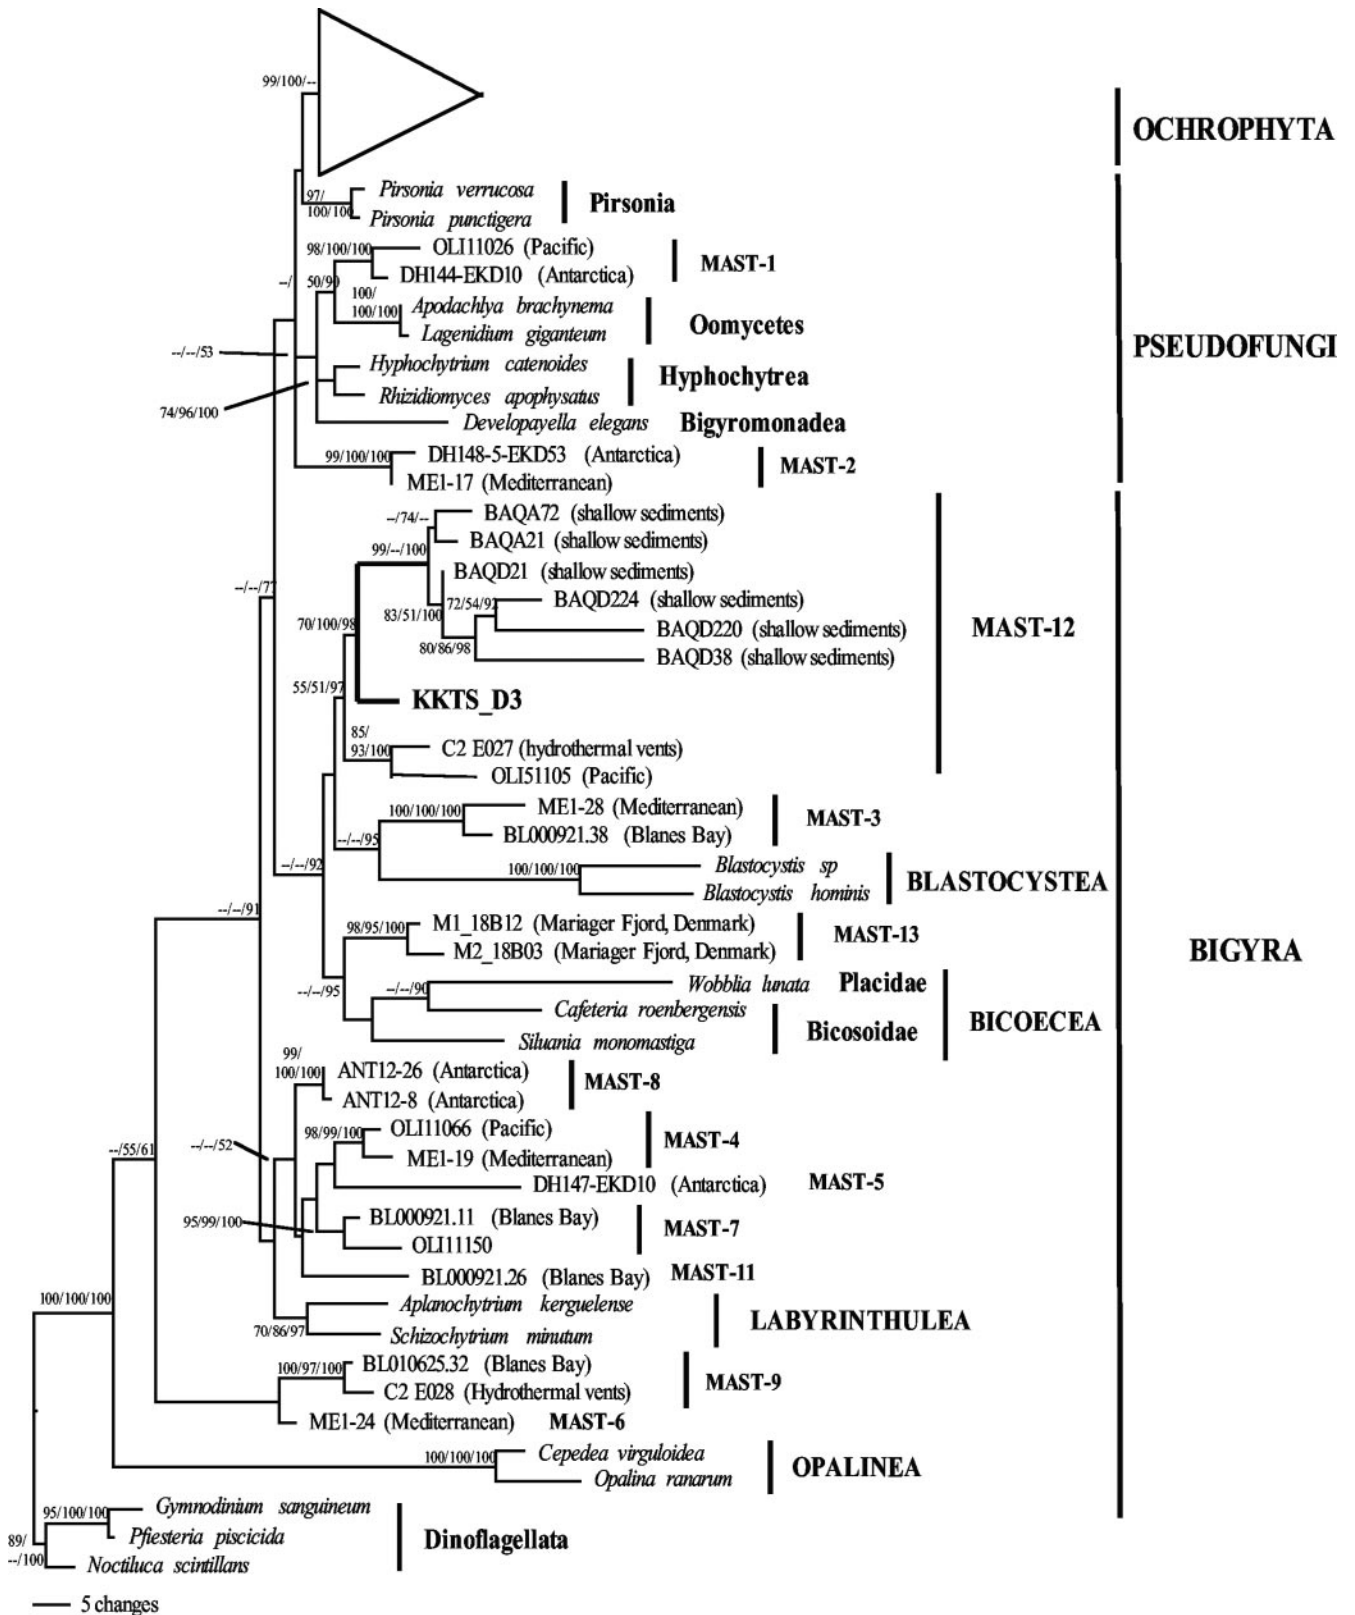 99/100/--
OCHROPHYTA
97/
100/100
Pirsonia verrucosa
Pirsonia punctigera
Pirsonia
98/100/100
OLI11026 (Pacific)
DH144-EKD10 (Antarctica)
MAST-1
--/
50/90
100/
100/100
Apodachlya brachynema
Lagenidium giganteum
Oomycetes
PSEUDOFUNGI
--/--/53
Hyphochytrium catenoides
Rhizidiomyces apophysatus
Hyphochytrea
74/96/100
Developayella elegans Bigyromonadea
99/100/100
DH148-5-EKD53 (Antarctica)
ME1-17 (Mediterranean)
MAST-2
--/74/--
BAQA72 (shallow sediments)
BAQA21 (shallow sediments)
99/--/100
BAQD21 (shallow sediments)
--/--/77
72/54/92
BAQD224 (shallow sediments)
83/51/100
70/100/98
BAQD220 (shallow sediments)
MAST-12
80/86/98
BAQD38 (shallow sediments)
55/51/97
KKTS_D3
85/
93/100
C2 E027 (hydrothermal vents)
OLI51105 (Pacific)
100/100/100
ME1-28 (Mediterranean)
BL000921.38 (Blanes Bay)
MAST-3
--/--/95
--/--/92
100/100/100
Blastocystis sp
Blastocystis hominis
BLASTOCYSTEA
--/--/91
98/95/100
M1_18B12 (Mariager Fjord, Denmark)
M2_18B03 (Mariager Fjord, Denmark)
MAST-13
BIGYRA
--/--/95
--/--/90
Wobblia lunata Placidae
Cafeteria roenbergensis
Siluania monomastiga
Bicosoidae
BICOECEA
99/
100/100
ANT12-26 (Antarctica)
ANT12-8 (Antarctica)
MAST-8
--/55/61
--/--/52
98/99/100
OLI11066 (Pacific)
ME1-19 (Mediterranean)
MAST-4
DH147-EKD10 (Antarctica) MAST-5
95/99/100
BL000921.11 (Blanes Bay)
OLI11150
MAST-7
BL000921.26 (Blanes Bay) MAST-11
100/100/100
Aplanochytrium kerguelense
Schizochytrium minutum
LABYRINTHULEA
70/86/97
100/97/100
BL010625.32 (Blanes Bay)
C2 E028 (Hydrothermal vents)
MAST-9
ME1-24 (Mediterranean) MAST-6
100/100/100
Cepedea virguloidea
Opalina ranarum
OPALINEA
95/100/100
Gymnodinium sanguineum
Pfiesteria piscicida
Noctiluca scintillans
Dinoflagellata
89/
--/100
5 changes